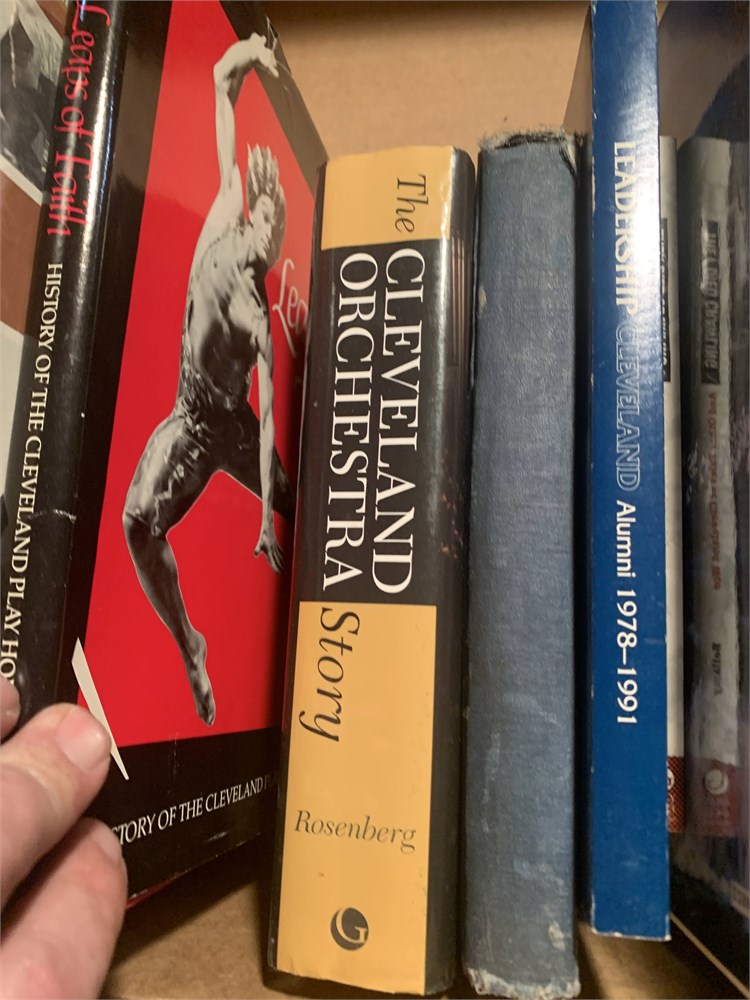 Leaps of Faith
HISTORY OF THE CLEVELAND PLAY HO
Lea
STORY OF THE CLEVELAND
The
CLEVELAND
ORCHESTRA
Story
Rosenberg
G
LEADERSHIP CLEVELAND Alumni 1978–1991